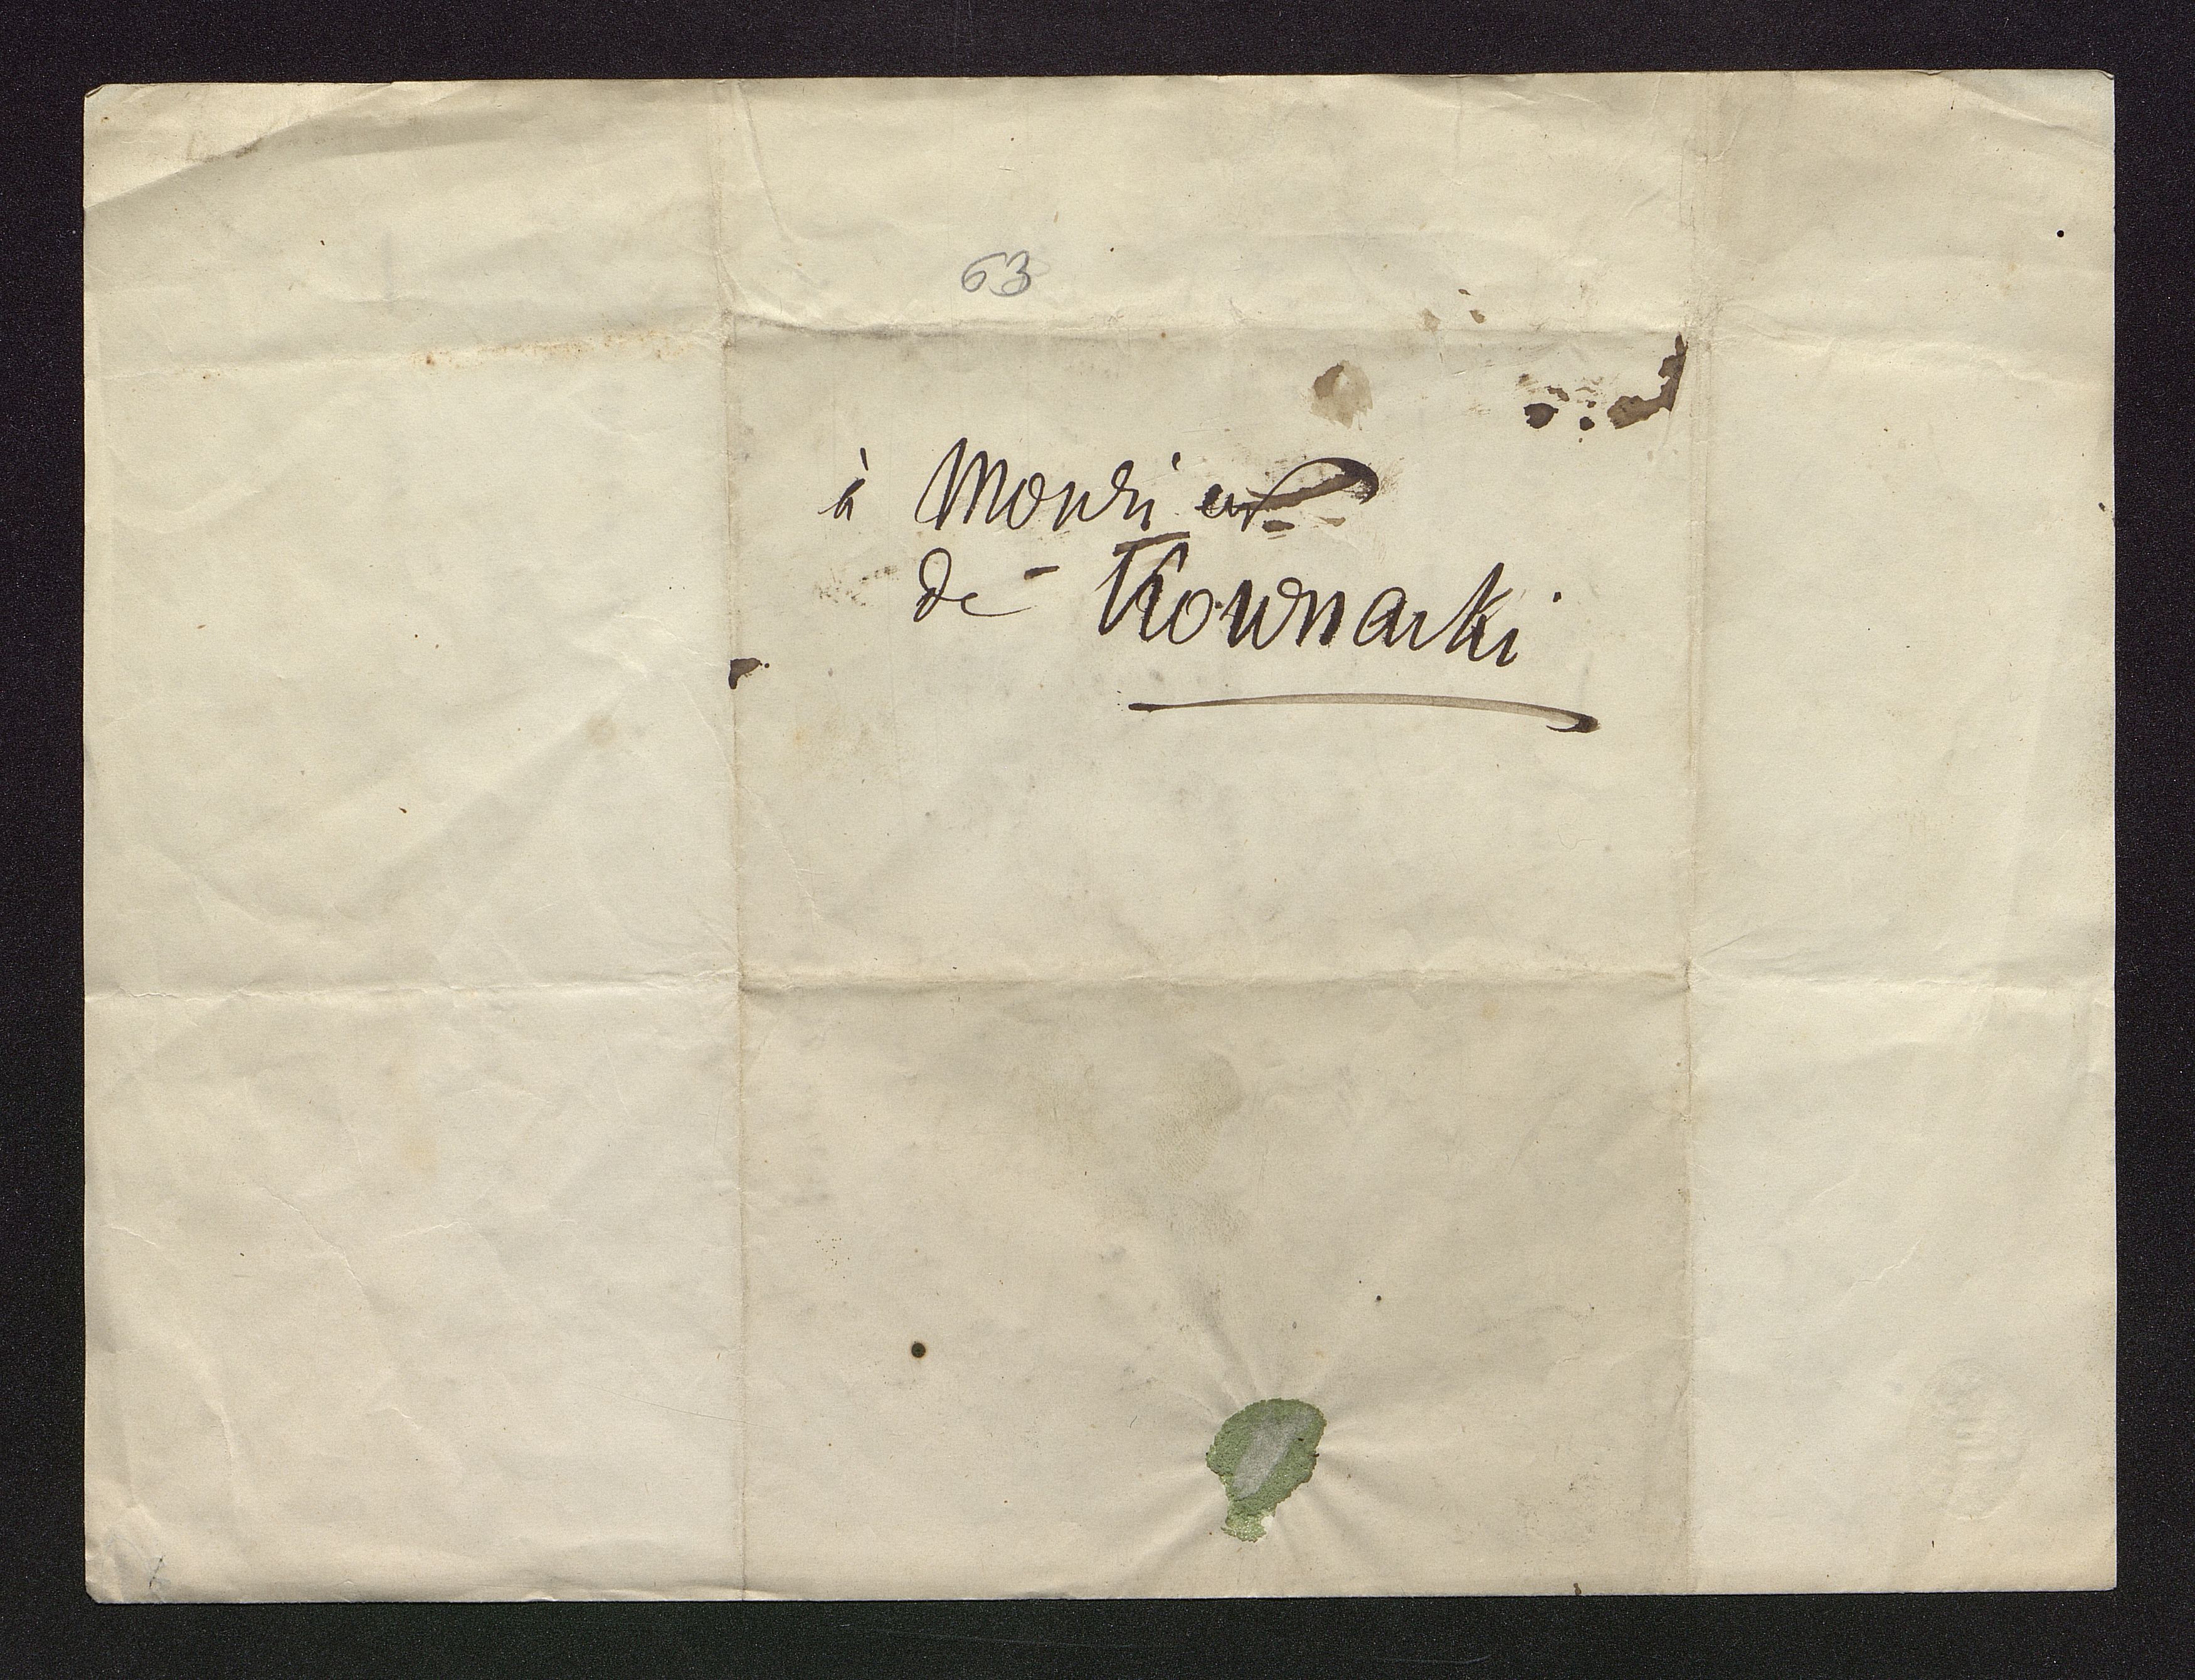 63
à Monsieur
de Kownacki